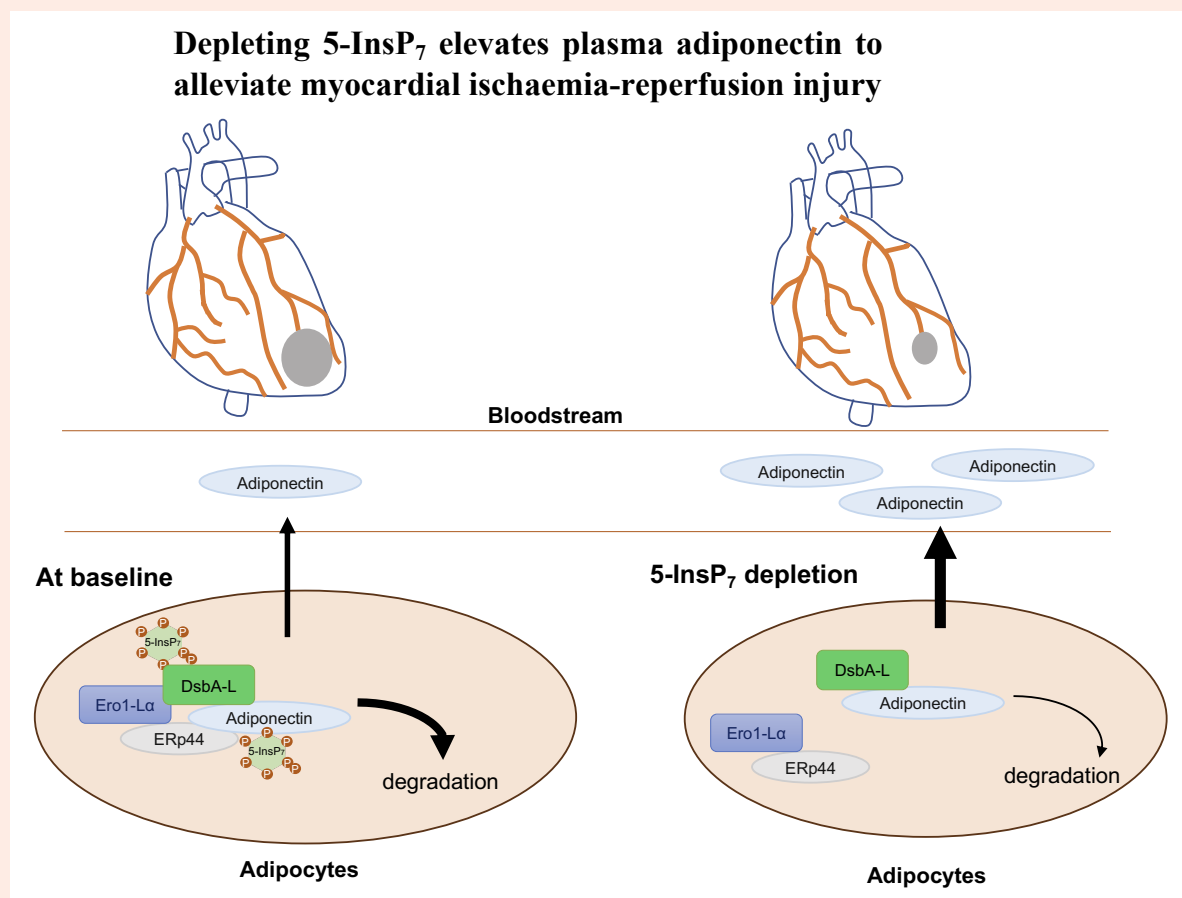 Depleting 5-InsP₇ elevates plasma adiponectin to
alleviate myocardial ischaemia-reperfusion injury
Bloodstream
Adiponectin
Adiponectin
Adiponectin
Adiponectin
At baseline
5-InsP₇ depletion
P
P
P
5-InsP₇
P
P
P
P
DsbA-L
Ero1-Lα
Adiponectin
ERp44
P
P
P
5-InsP₇
P
P
P
P
degradation
Adipocytes
DsbA-L
Adiponectin
Ero1-Lα
ERp44
degradation
Adipocytes